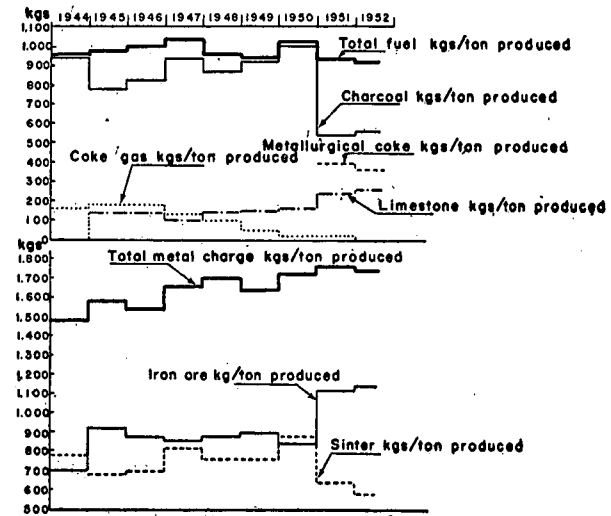 kgs 1944 1945 1946 1947 1948 1949 1950 1951 1952
1.100
1.000
900
800
700
600
500
400
300
200
100
0
Total fuel kgs/ton produced
Charcoal kgs/ton produced
Metallurgical coke kgs/ton produced
Coke gas kgs/ton produced
Limestone kgs/ton produced
kgs
1.800
1.700
1.600
1.500
1.400
1.300
1.200
1.100
1.000
900
800
700
600
500
Total metal charge kgs/ton produced
Iron ore kg/ton produced
Sinter kgs/ton produced